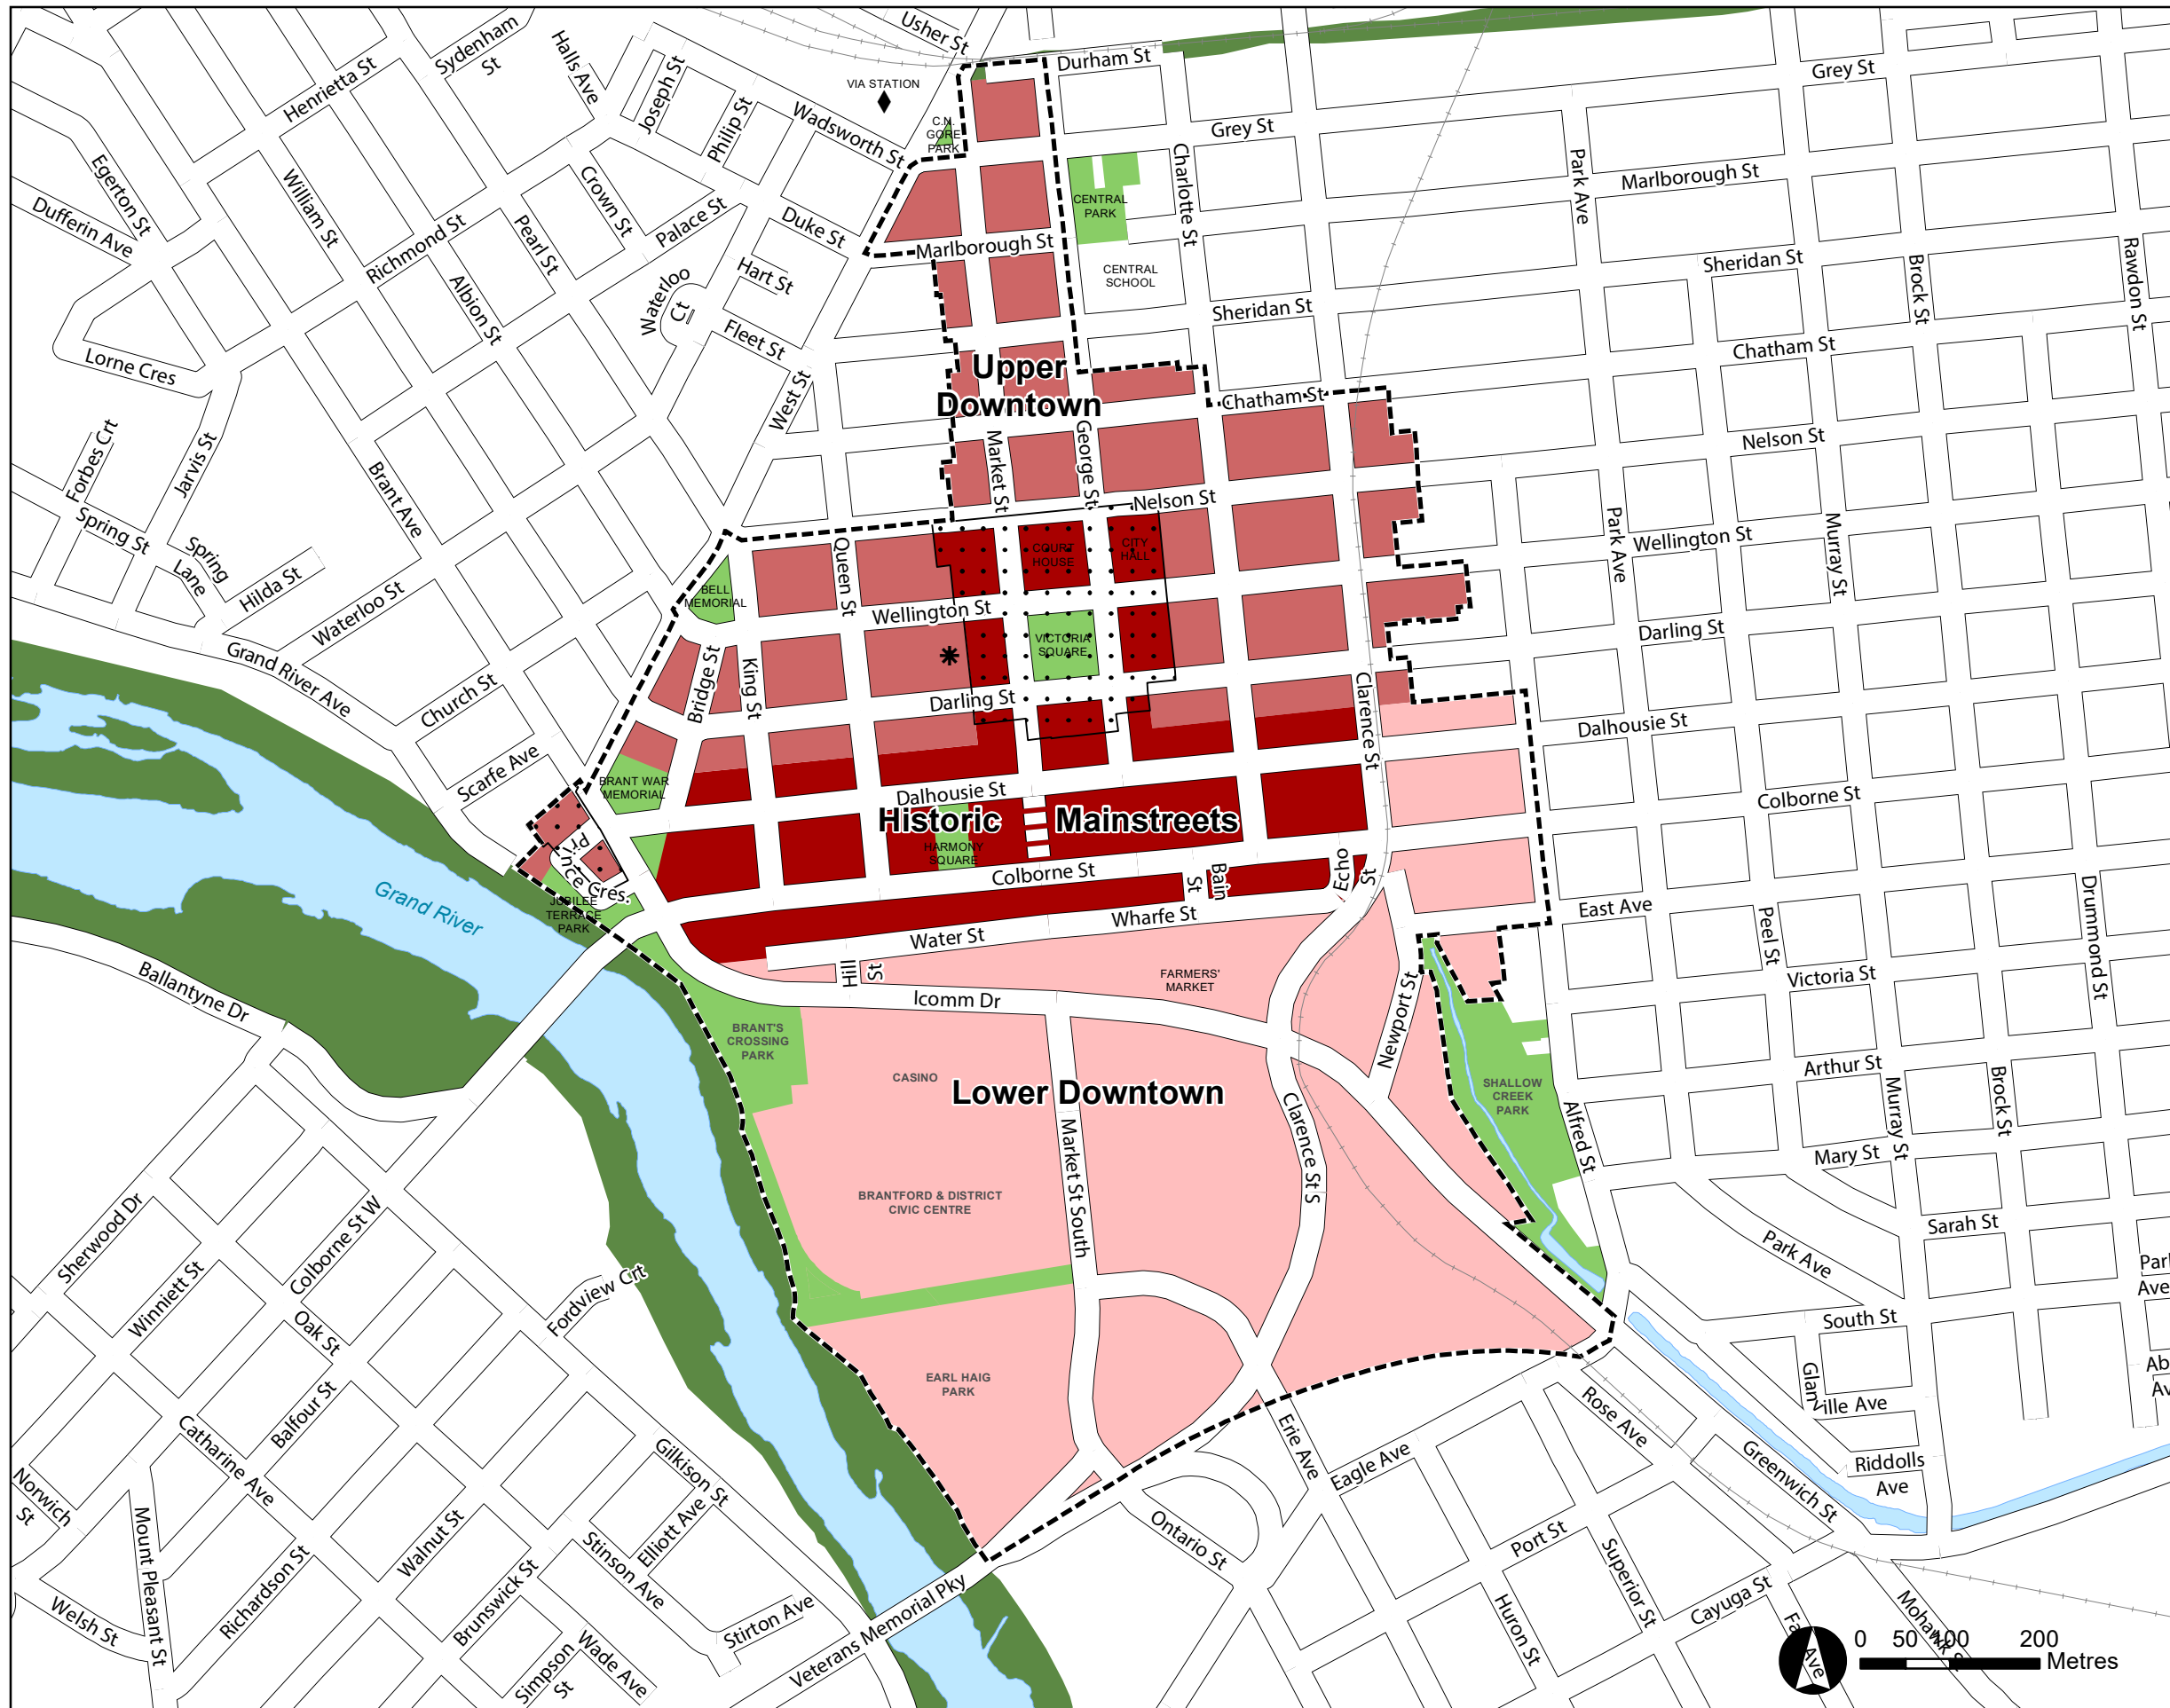 Usher St
Sydenham
St
Halls Ave
Durham St
Henrietta St
Joseph St
VIA STATION
Grey St
Philip St
Wadsworth St
C.N.
GORE
PARK
Grey St
Egerton St
William St
Crown St
Charlotte St
Park Ave
Marlborough St
CENTRAL
PARK
Dufferin Ave
Richmond St
Pearl St
Palace St
Duke St
Marlborough St
Hart St
CENTRAL
SCHOOL
Sheridan St
Brock St
Rawdon St
Albion St
Waterloo
Ct
Sheridan St
Fleet St
Chatham St
Lorne Cres
West St
Upper
Downtown
Chatham St
Forbes Crt
Jarvis St
Brant Ave
Market St
George St
Nelson St
Nelson St
Spring St
Spring
Lane
Hilda St
Queen St
COURT
HOUSE
CITY
HALL
Park Ave
Wellington St
Murray St
BELL
MEMORIAL
Waterloo St
Wellington St
VICTORIA
SQUARE
Darling St
Grand River Ave
Church St
Bridge St
King St
Darling St
Clarence St
Dalhousie St
Scarfe Ave
BRANT WAR
MEMORIAL
Dalhousie St
Colborne St
Historic
Mainstreets
HARMONY
SQUARE
Prince Cres.
Colborne St
Bain
St
Echo
St
Grand River
JUBILEE
TERRACE
PARK
Wharfe St
Water St
East Ave
Peel St
Drummond St
Hill
St
FARMERS'
MARKET
Victoria St
Ballantyne Dr
Icomm Dr
Newport St
BRANT'S
CROSSING
PARK
CASINO
Lower Downtown
SHALLOW
CREEK
PARK
Arthur St
Murray St
Brock St
Alfred St
Market St South
Clarence St S
Mary St
Sherwood Dr
Colborne St W
BRANTFORD & DISTRICT
CIVIC CENTRE
Sarah St
Winniett St
Park Ave
Fordview Crt
Oak St
South St
EARL HAIG
PARK
Glan
ville Ave
Balfour St
Catharine Ave
Rose Ave
Erie Ave
Eagle Ave
Gilkison St
Greenwich St
Riddolls
Ave
Norwich
St
Elliott Ave
Ontario St
Mount Pleasant St
Walnut St
Stinson Ave
Port St
Superior St
Richardson St
Brunswick St
Cayuga St
Welsh St
Stirton Ave
Veterans Memorial Pky
Huron St
Simpson
St
Wade Ave
0 50 100 200
Metres